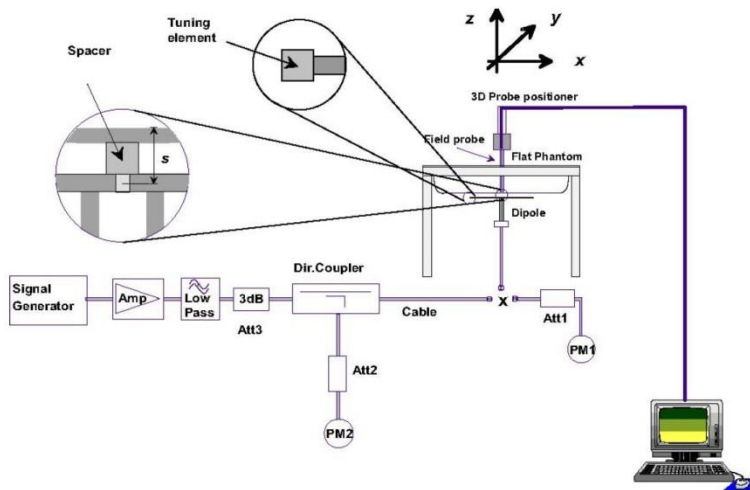 Tuning
element
Spacer
s
z
y
x
3D Probe positioner
Field probe
Flat Phantom
Dipole
Dir.Coupler
Signal
Generator
Amp
Low
Pass
3dB
Att3
Cable
x
Att1
PM1
Att2
PM2